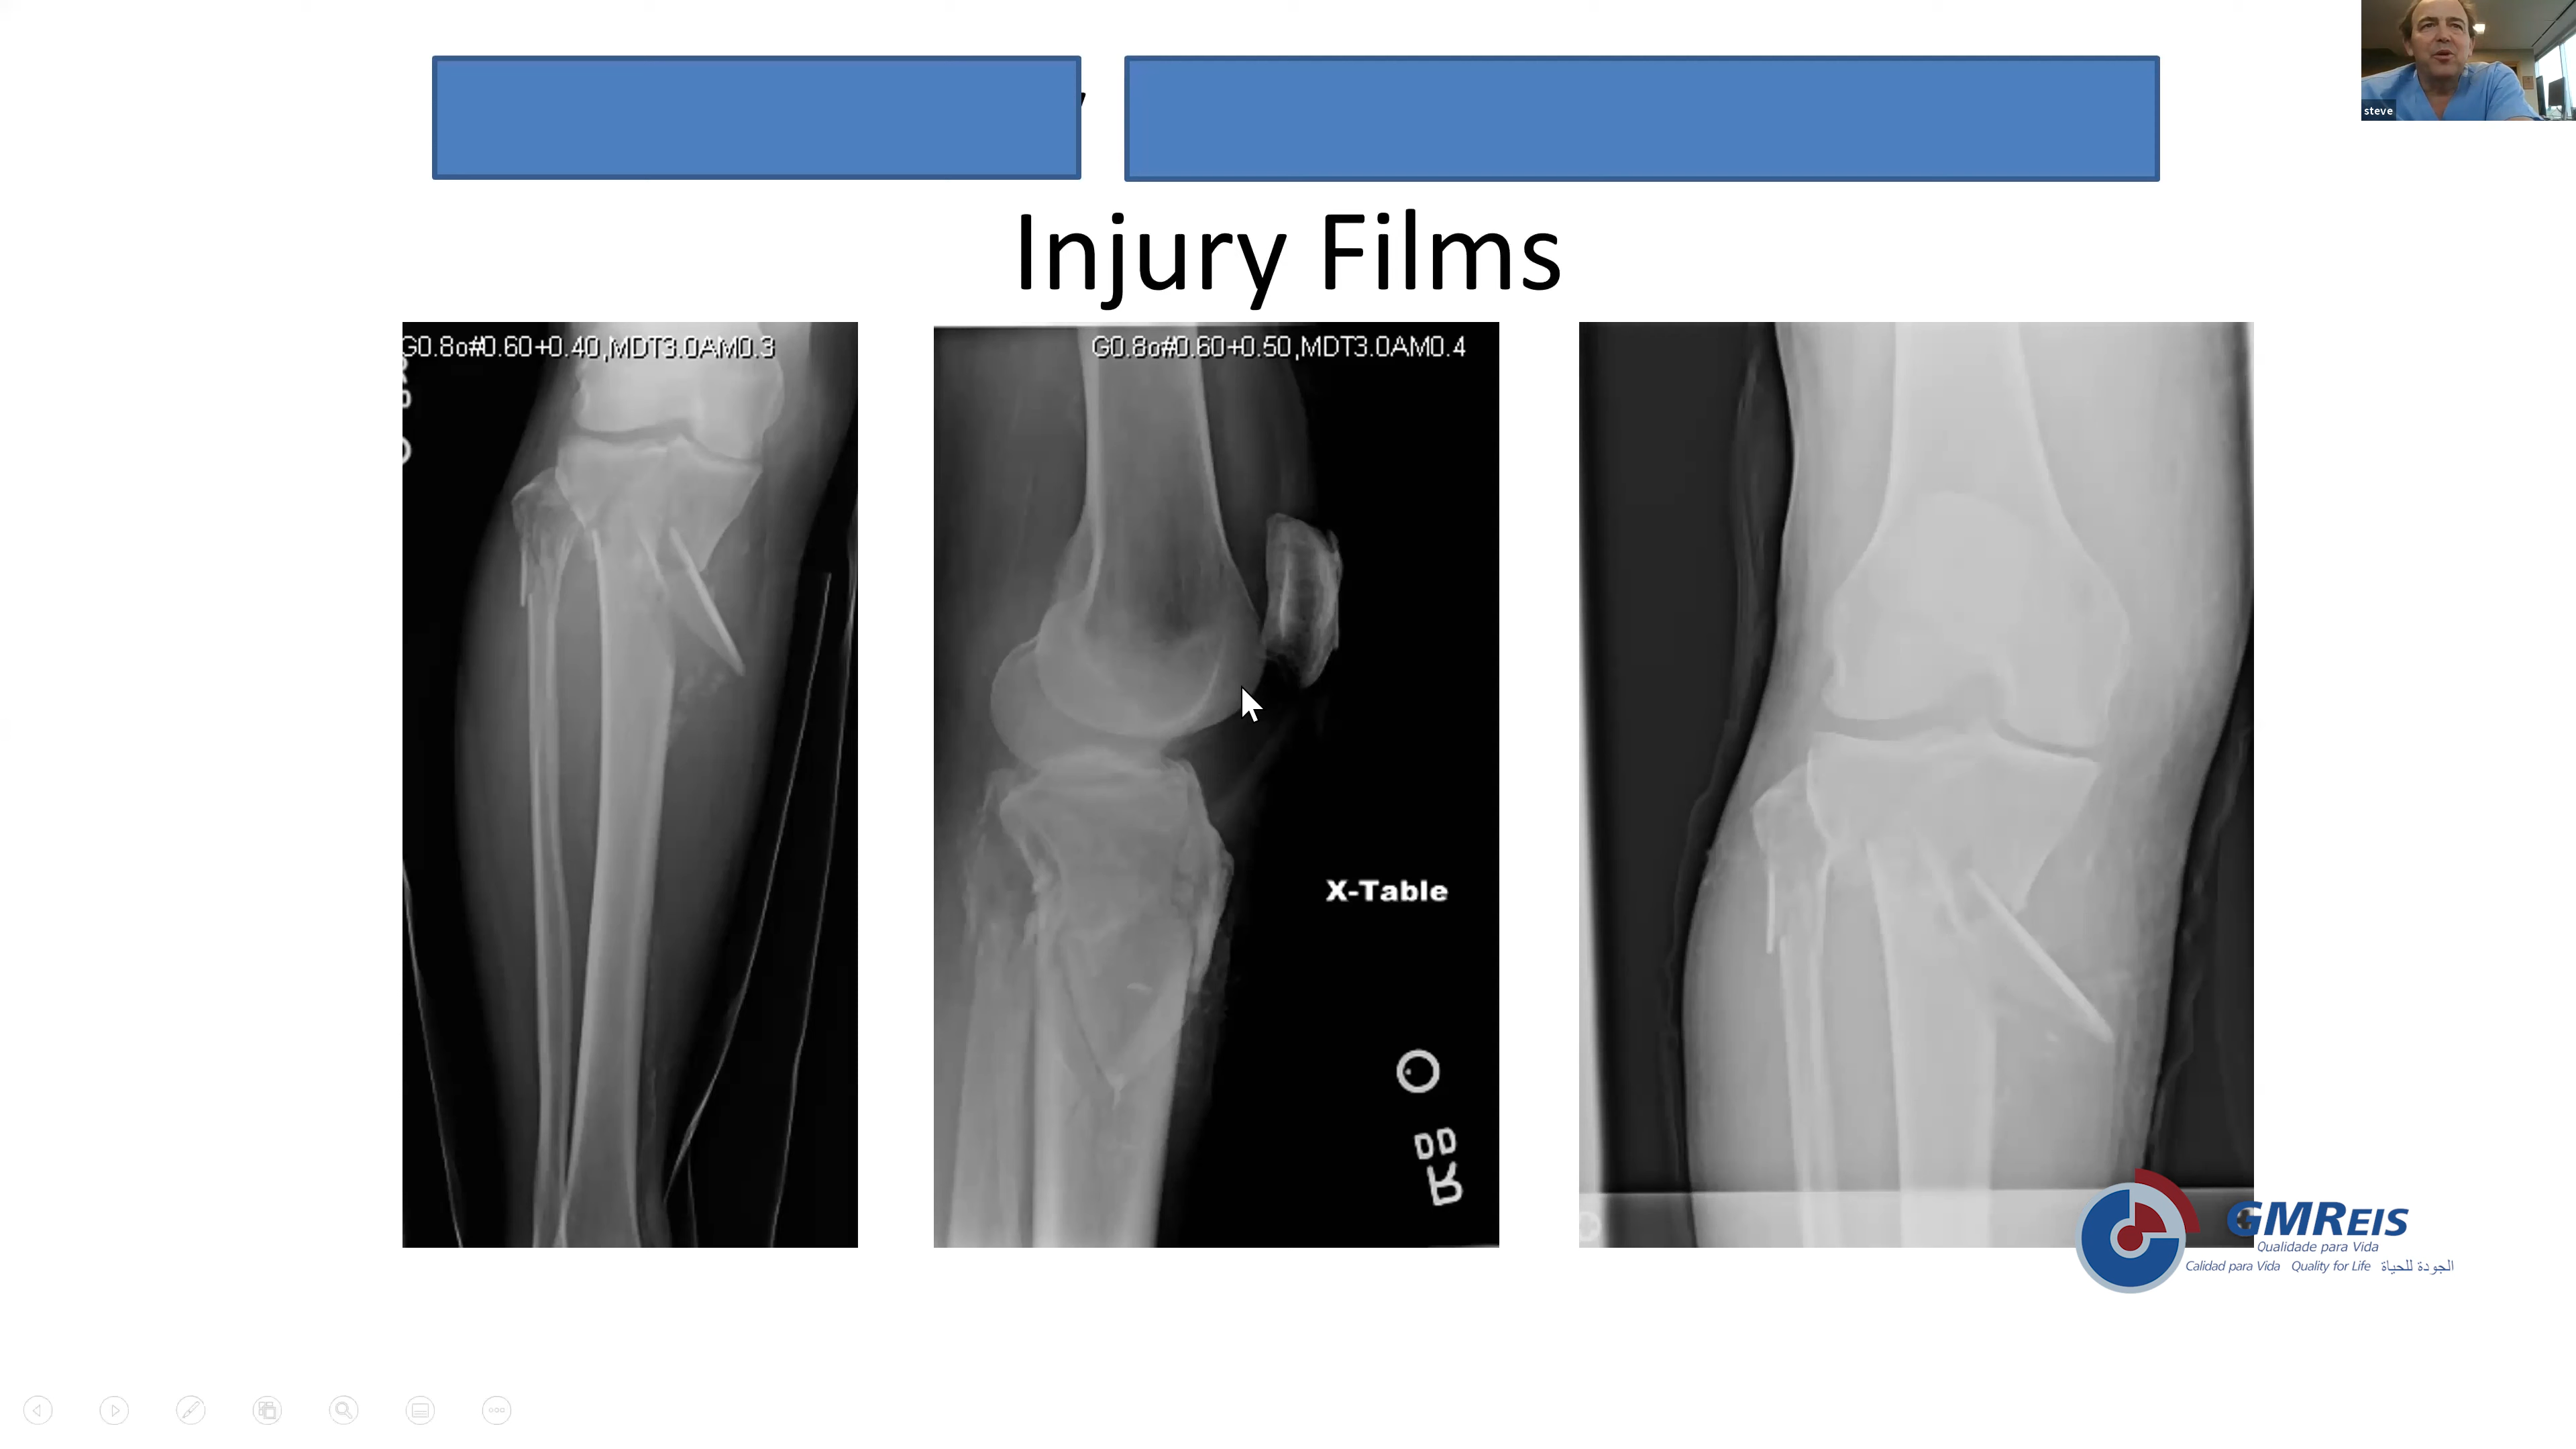 steve
Injury Films
G0.8o#0.60+0.40,MDT3.0AM0.3
G0.8o#0.60+0.50,MDT3.0AM0.4
X-Table
R
GMREIS
Qualidade para Vida
Calidad para Vida Quality for Life الجودة للحياة